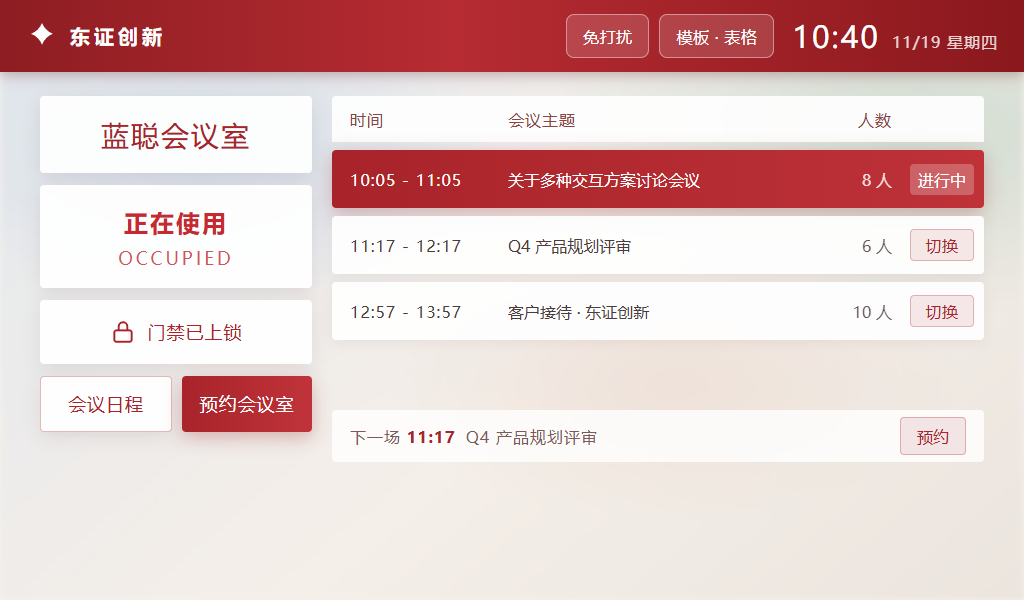 东证创新
免打扰
模板 · 表格
10:40 11/19 星期四
蓝聪会议室
正在使用
OCCUPIED
门禁已上锁
会议日程
预约会议室
时间 会议主题 人数
10:05 - 11:05 关于多种交互方案讨论会议 8 人 进行中
11:17 - 12:17 Q4 产品规划评审 6 人 切换
12:57 - 13:57 客户接待 · 东证创新 10 人 切换
下一场 11:17 Q4 产品规划评审 预约